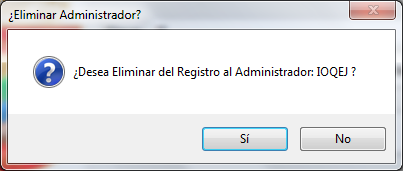 ¿Eliminar Administrador?
¿Desea Eliminar del Registro al Administrador: IOQEJ ?
Sí
No